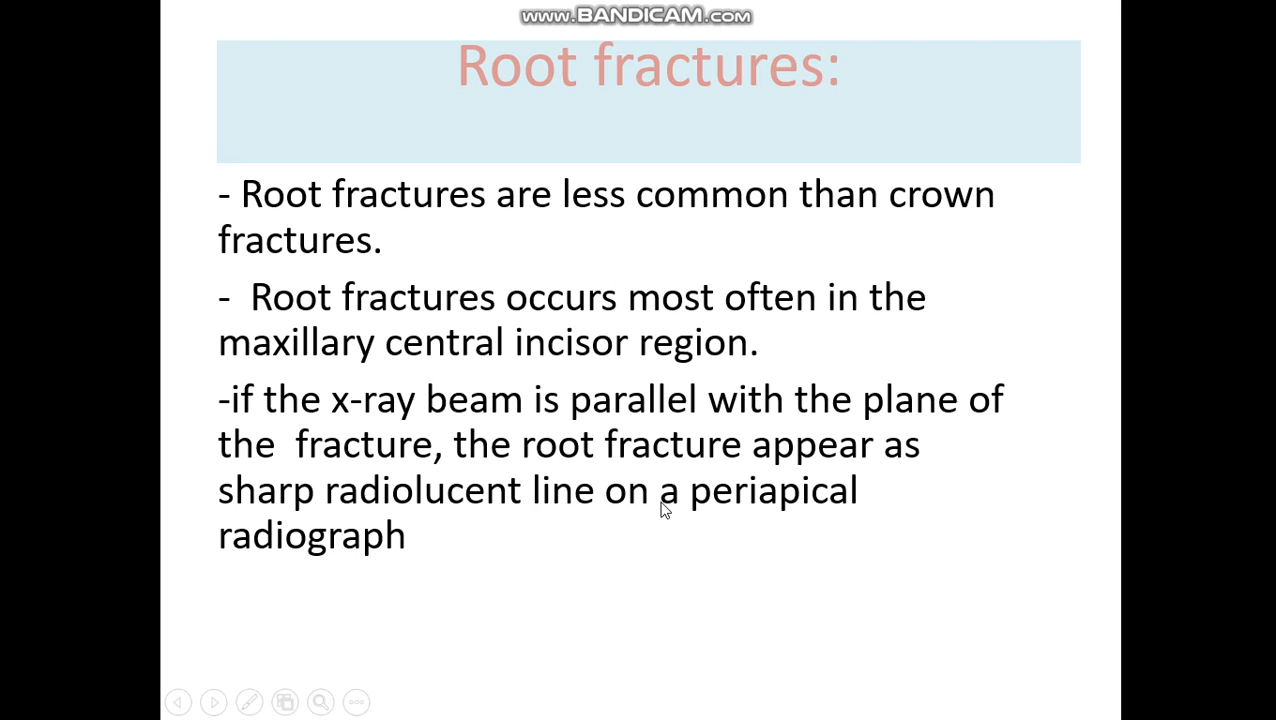 www.BANDICAM.com
Root fractures:
- Root fractures are less common than crown
fractures.
- Root fractures occurs most often in the
maxillary central incisor region.
-if the x-ray beam is parallel with the plane of
the fracture, the root fracture appear as
sharp radiolucent line on a periapical
radiograph